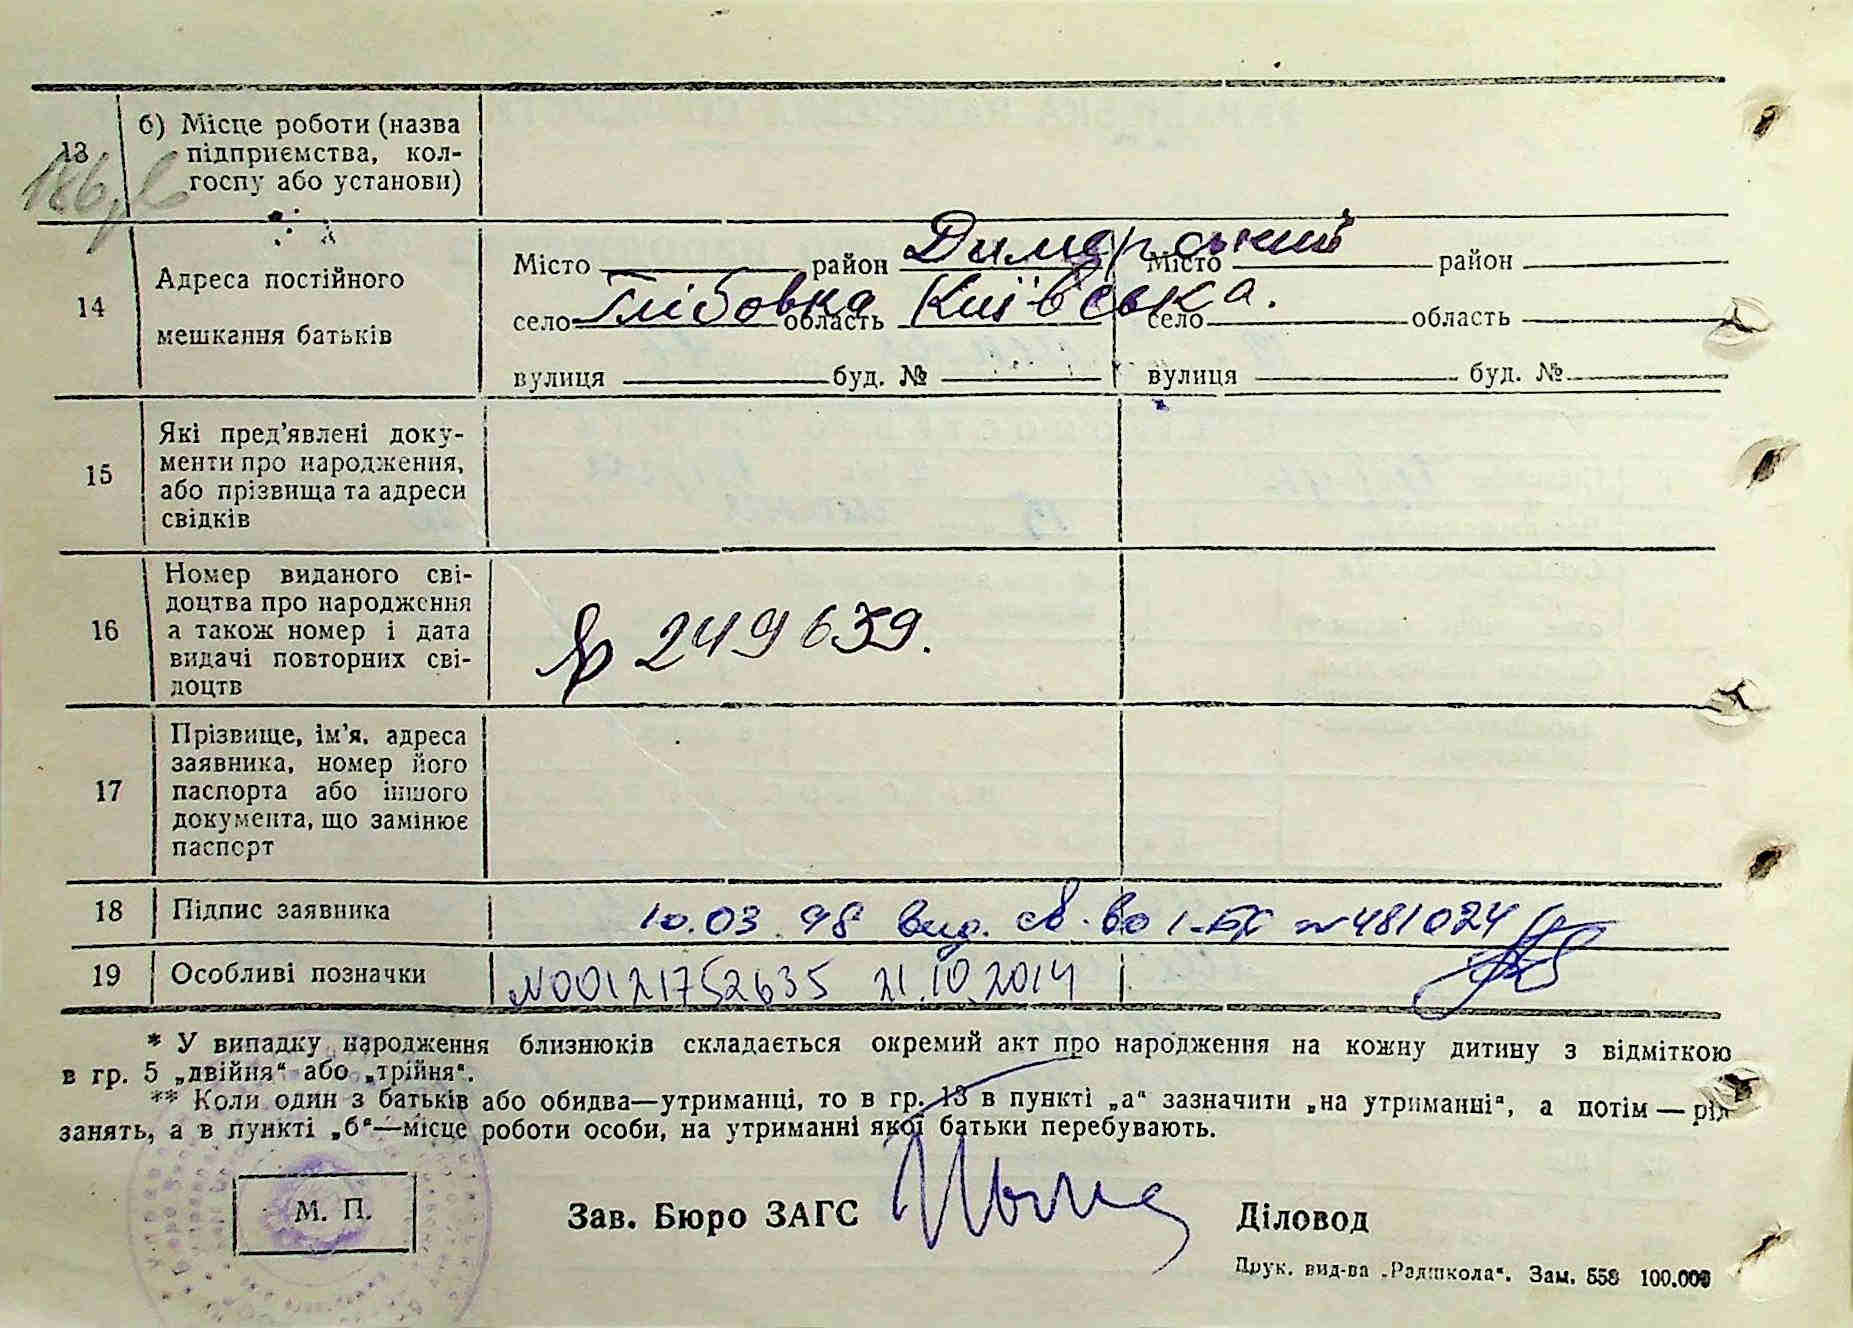 13
б) Місце роботи (назва
підприємства, кол-
госпу або установи)
14
Адреса постійного
мешкання батьків
Місто район Димерський
село Глібовка область Київська.
вулиця буд. №
Місто район
село область
вулиця буд. №
15
Які пред'явлені доку-
менти про народження,
або прізвища та адреси
свідків
16
Номер виданого сві-
доцтва про народження
а також номер і дата
видачі повторних сві-
доцтв
249639.
17
Прізвище, ім'я, адреса
заявника, номер його
паспорта або іншого
документа, що замінює
паспорт
18 Підпис заявника
10.03.98 вид. св-во І-БК №481024
19 Особливі позначки
N00121752635 21.10.2014
* У випадку народження близнюків складається окремий акт про народження на кожну дитину з відміткою
в гр. 5 „двійня“ або „трійня“.
** Коли один з батьків або обидва—утриманці, то в гр. 13 в пункті „а“ зазначити „на утриманні“, а потім — рід
занять, а в пункті „б“—місце роботи особи, на утриманні якої батьки перебувають.
М. П.
Зав. Бюро ЗАГС
Діловод
Друк. вид-ва „Радшкола“. Зам. 558 100.000